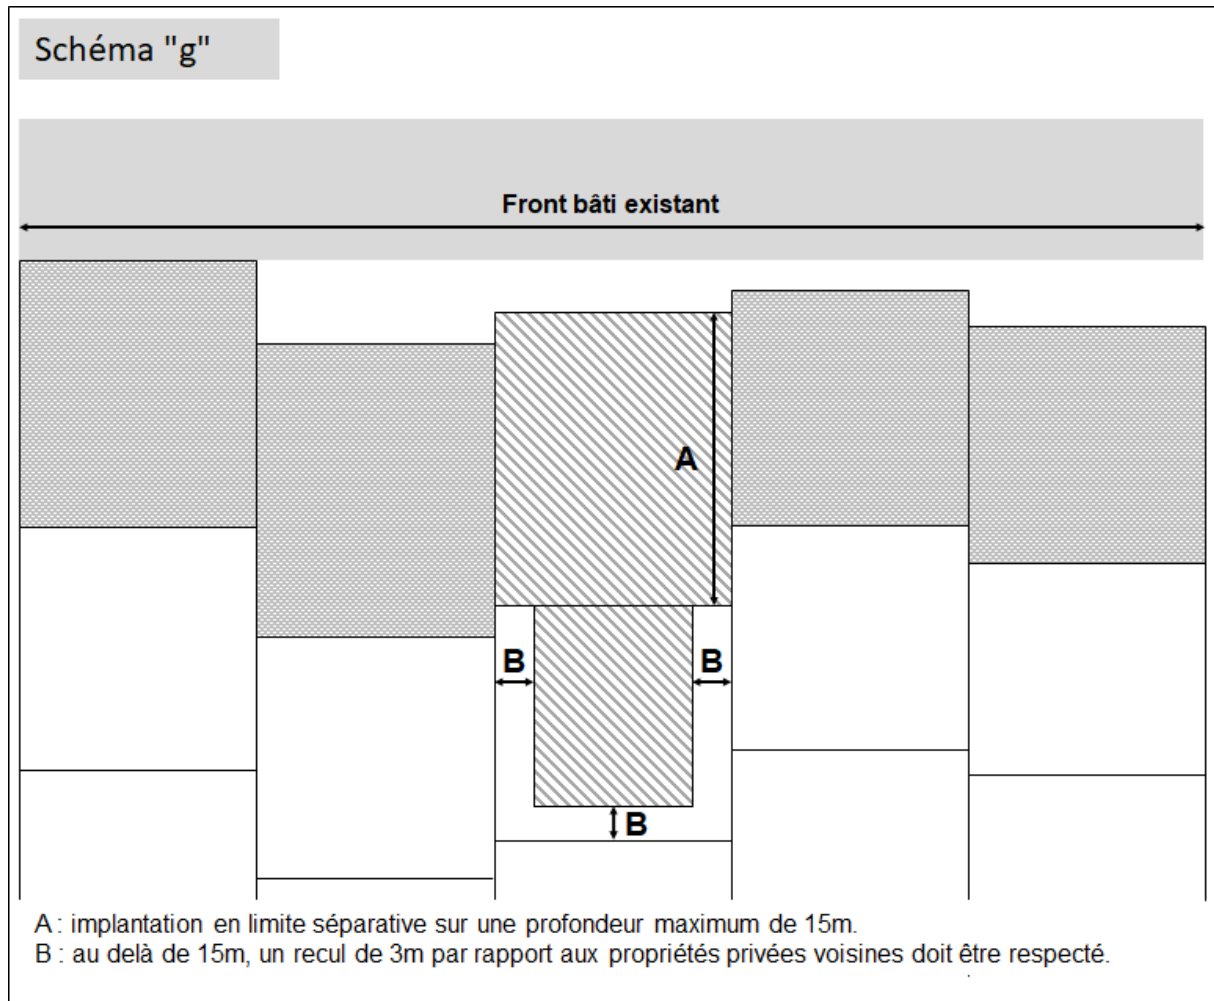 Schéma "g"
Front bâti existant
A
B
B
B
A : implantation en limite séparative sur une profondeur maximum de 15m.
B : au delà de 15m, un recul de 3m par rapport aux propriétés privées voisines doit être respecté.